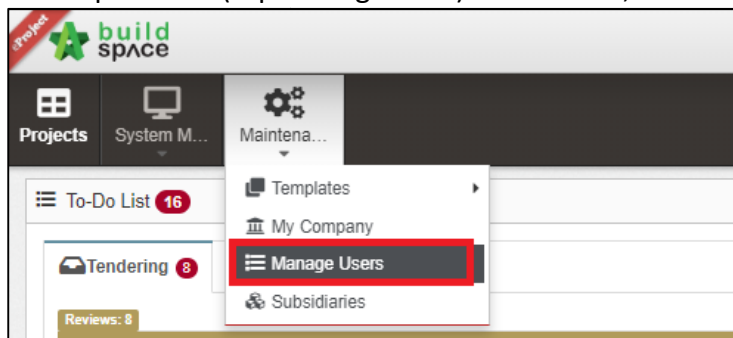 eProject
build
spʌce
Projects
System M...
Maintena...
To-Do List 16
Templates
My Company
Tendering 8
Manage Users
Subsidiaries
Reviews: 8